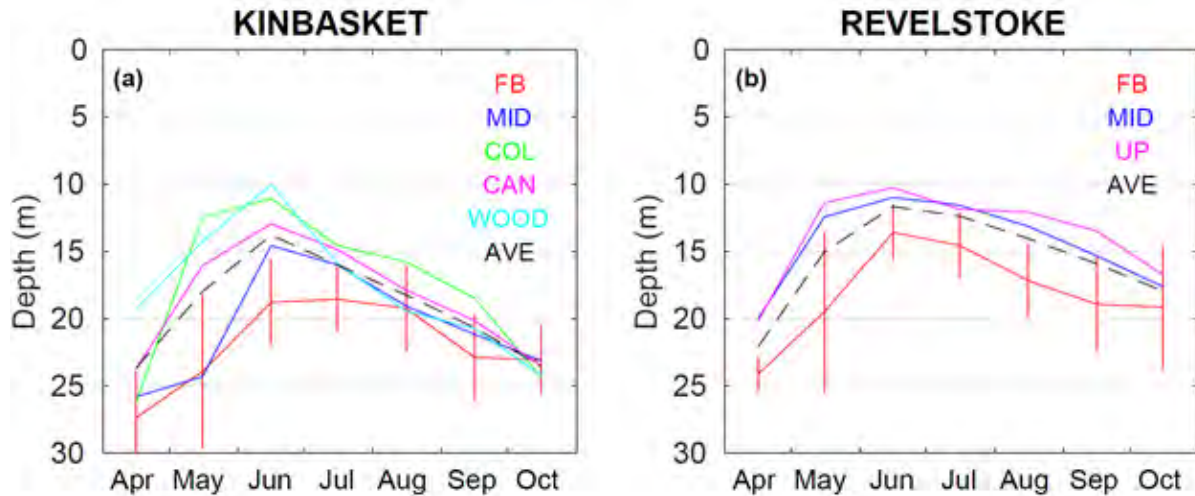 KINBASKET
0
5
10
15
20
25
30
Depth (m)
(a)
FB
MID
COL
CAN
WOOD
AVE
Apr May Jun Jul Aug Sep Oct
REVELSTOKE
0
5
10
15
20
25
30
Depth (m)
(b)
FB
MID
UP
AVE
Apr May Jun Jul Aug Sep Oct